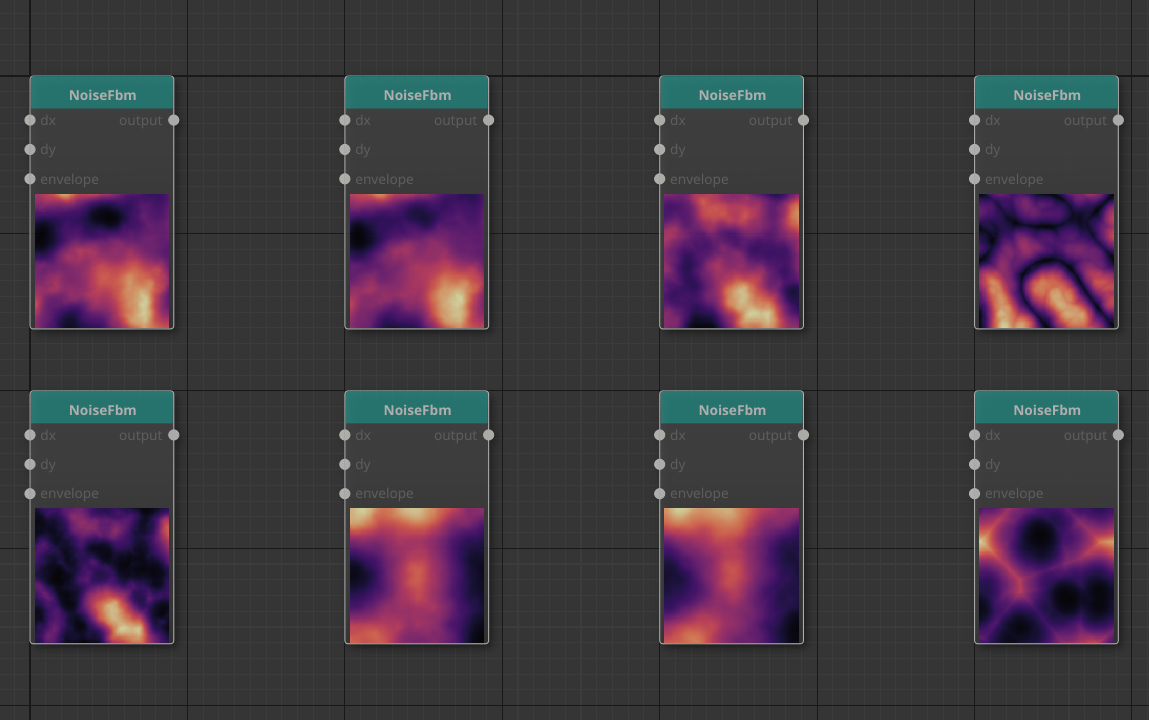 NoiseFbm NoiseFbm NoiseFbm NoiseFbm
dx output dx output dx output dx output
dy dy dy dy
envelope envelope envelope envelope
NoiseFbm NoiseFbm NoiseFbm NoiseFbm
dx output dx output dx output dx output
dy dy dy dy
envelope envelope envelope envelope